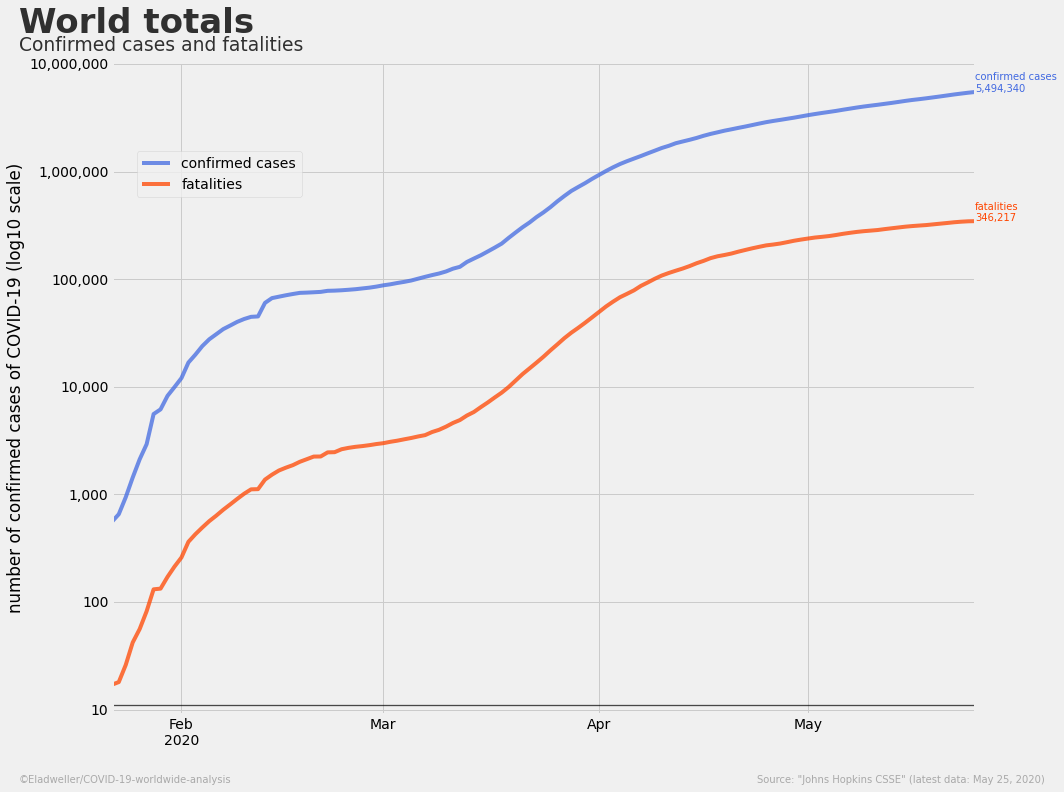 World totals
Confirmed cases and fatalities
10,000,000
confirmed cases
5,494,340
confirmed cases
fatalities
1,000,000
fatalities
346,217
100,000
10,000
1,000
100
10
number of confirmed cases of COVID-19 (log10 scale)
Feb
2020
Mar
Apr
May
©Eladweller/COVID-19-worldwide-analysis
Source: "Johns Hopkins CSSE" (latest data: May 25, 2020)